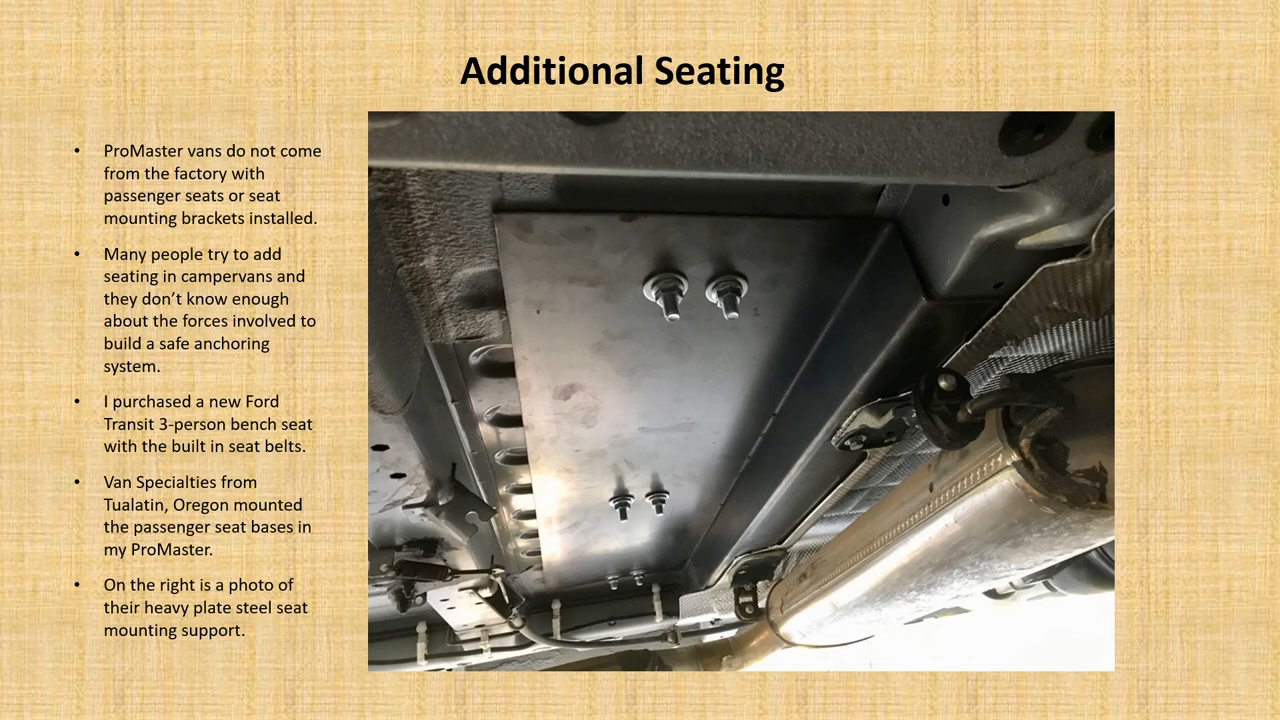 Additional Seating
• ProMaster vans do not come
from the factory with
passenger seats or seat
mounting brackets installed.
• Many people try to add
seating in campervans and
they don’t know enough
about the forces involved to
build a safe anchoring
system.
• I purchased a new Ford
Transit 3-person bench seat
with the built in seat belts.
• Van Specialties from
Tualatin, Oregon mounted
the passenger seat bases in
my ProMaster.
• On the right is a photo of
their heavy plate steel seat
mounting support.